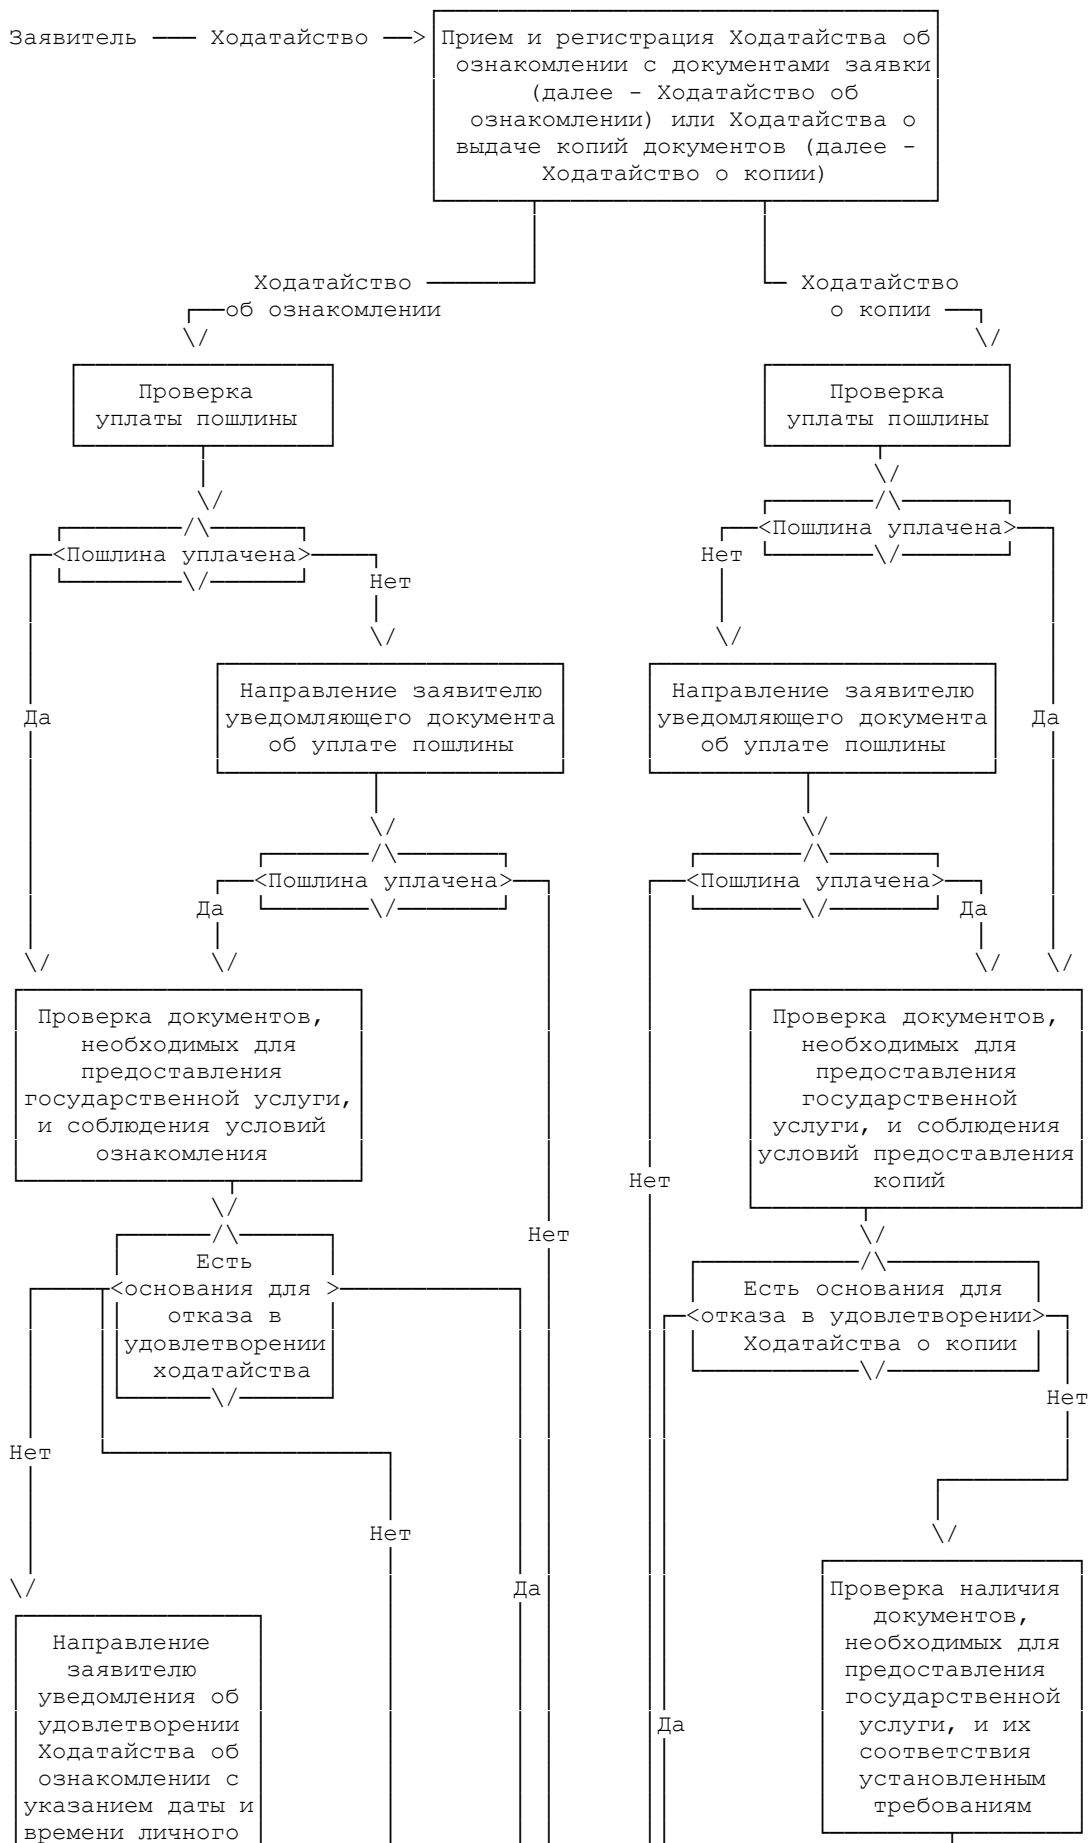 Заявитель ─── Ходатайство ──>
Прием и регистрация Ходатайства об
ознакомлении с документами заявки
(далее - Ходатайство об
ознакомлении) или Ходатайства о
выдаче копий документов (далее -
Ходатайство о копии)
Ходатайство
об ознакомлении
Ходатайство
о копии
Проверка
уплаты пошлины
Проверка
уплаты пошлины
<Пошлина уплачена>
Нет
<Пошлина уплачена>
Нет
Направление заявителю
уведомляющего документа
об уплате пошлины
Направление заявителю
уведомляющего документа
об уплате пошлины
Да
Да
<Пошлина уплачена>
Да
<Пошлина уплачена>
Да
Проверка документов,
необходимых для
предоставления
государственной услуги,
и соблюдения условий
ознакомления
Проверка документов,
необходимых для
предоставления
государственной
услуги, и соблюдения
условий предоставления
копий
Нет
Нет
Есть
<основания для >
отказа в
удовлетворении
ходатайства
Есть основания для
<отказа в удовлетворении>
Ходатайства о копии
Нет
Нет
Нет
Да
Направление
заявителю
уведомления об
удовлетворении
Ходатайства об
ознакомлении с
указанием даты и
времени личного
Да
Проверка наличия
документов,
необходимых для
предоставления
государственной
услуги, и их
соответствия
установленным
требованиям